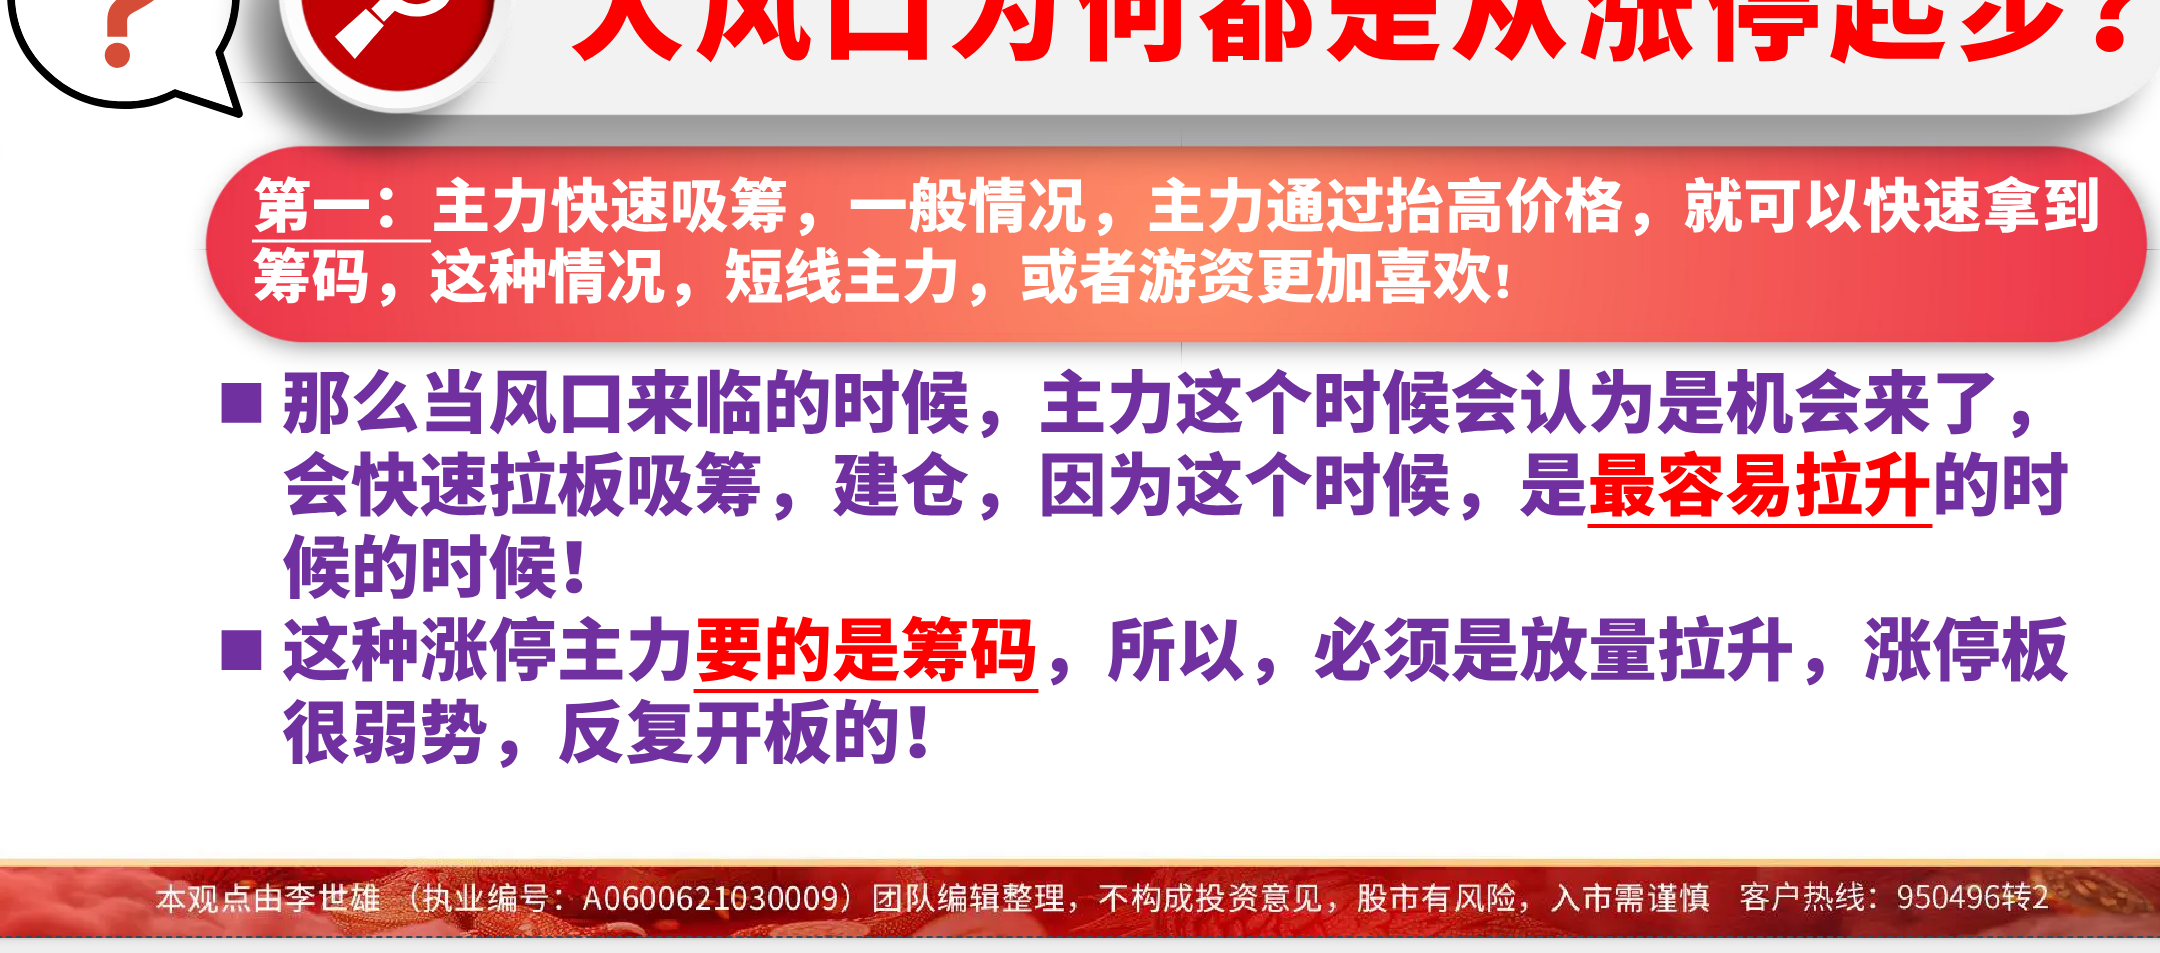 ?
大风口为何都是从涨停起步?
第一：主力快速吸筹，一般情况，主力通过抬高价格，就可以快速拿到
筹码，这种情况，短线主力，或者游资更加喜欢!
■ 那么当风口来临的时候，主力这个时候会认为是机会来了，
会快速拉板吸筹，建仓，因为这个时候，是最容易拉升的时
候的时候！
■ 这种涨停主力要的是筹码，所以，必须是放量拉升，涨停板
很弱势，反复开板的！
本观点由李世雄 （执业编号：A0600621030009）团队编辑整理，不构成投资意见，股市有风险，入市需谨慎 客户热线：950496转2